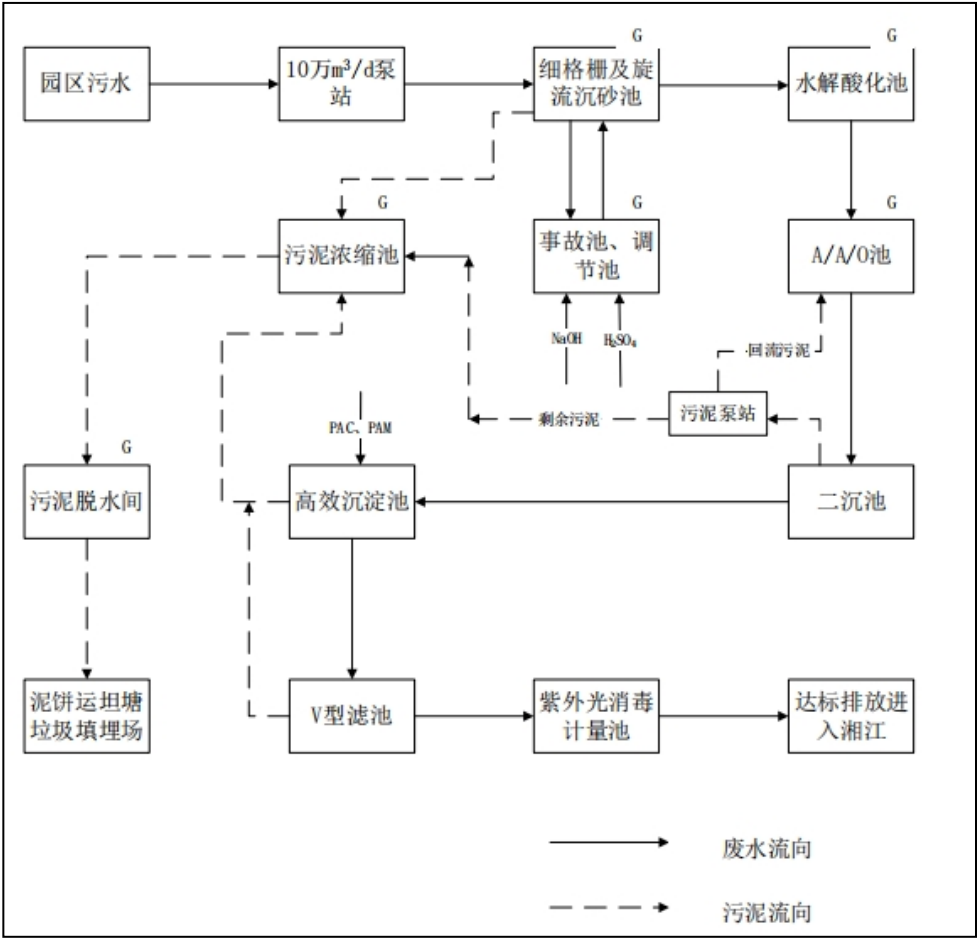 G
G
园区污水
10万m³/d泵
站
细格栅及旋
流沉砂池
水解酸化池
G
G
G
污泥浓缩池
事故池、调
节池
A/A/O池
NaOH
H₂SO₄
回流污泥
剩余污泥
污泥泵站
PAC、PAM
G
污泥脱水间
高效沉淀池
二沉池
泥饼运坦塘
垃圾填埋场
V型滤池
紫外光消毒
计量池
达标排放进
入湘江
废水流向
污泥流向